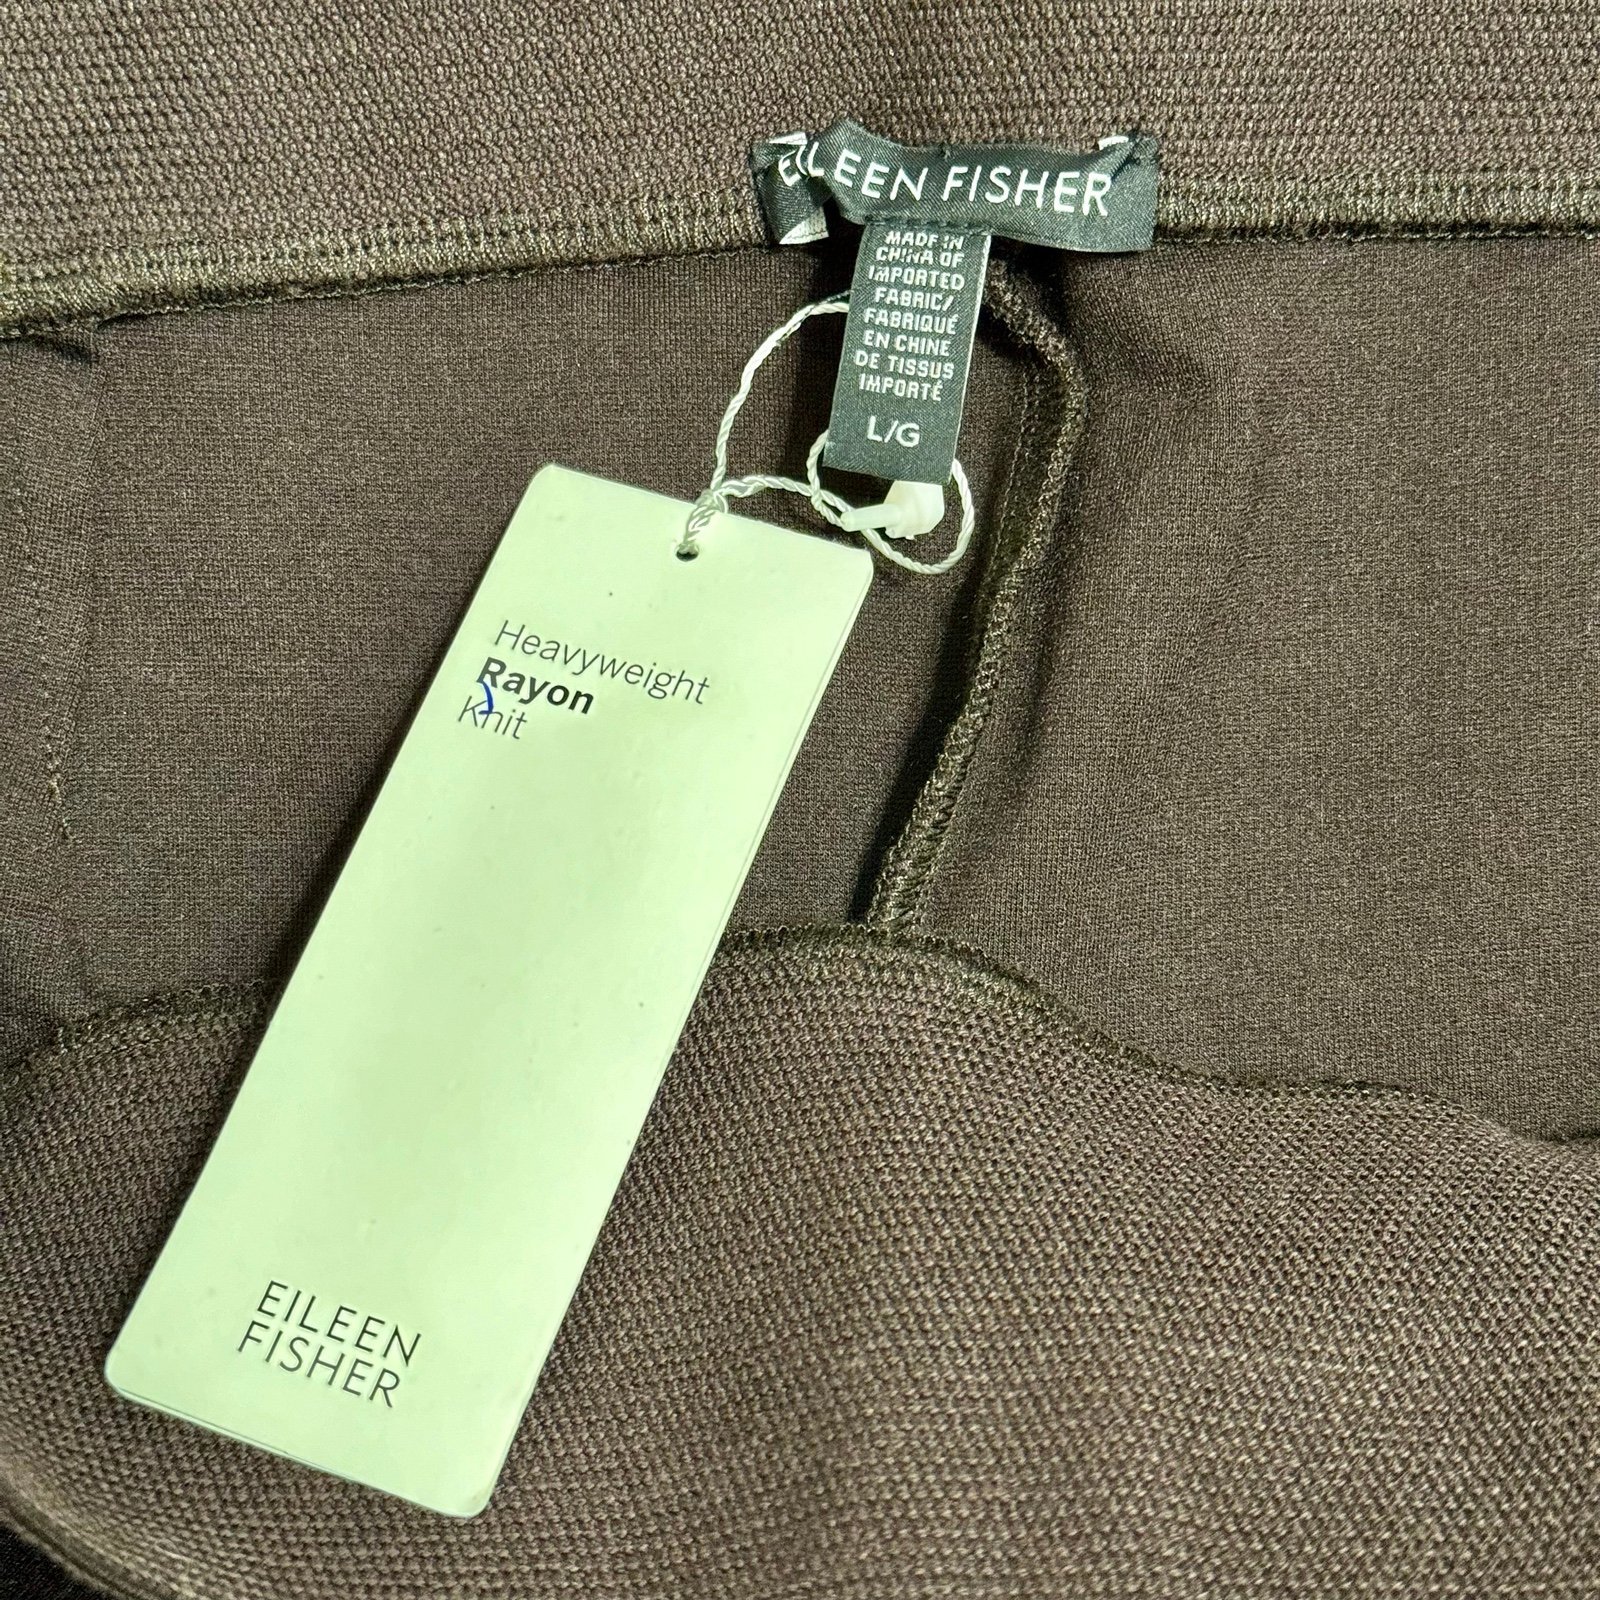 EILEEN FISHER
MADE IN
CHINA OF
IMPORTED
FABRIC/
FABRIQUÉ
EN CHINE
DE TISSUS
IMPORTÉ
L/G
Heavyweight
Rayon
Knit
EILEEN
FISHER